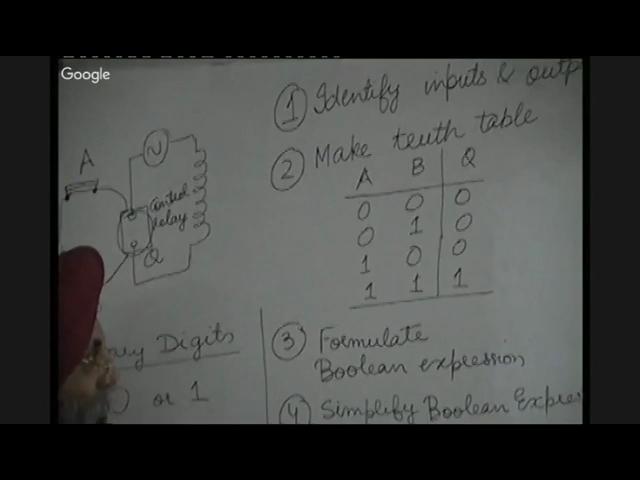 Google
① Identify inputs & outp
② Make truth table
A B Q
0 0 0
0 1 0
1 0 0
1 1 1
③ Formulate
Boolean expression
④ Simplify Boolean Expres
A
control
relay
Q
Digits
or 1